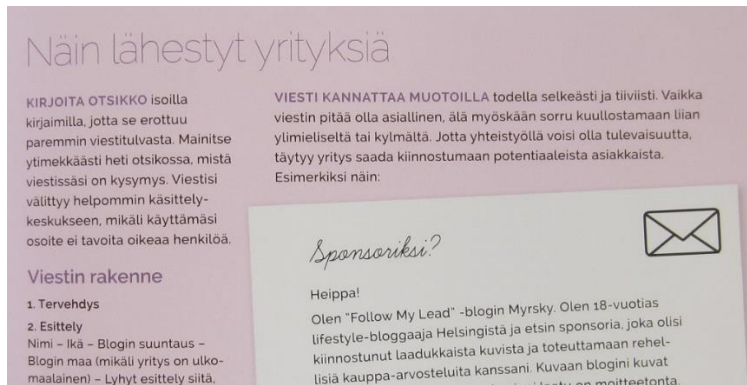 Näin lähestyt yrityksiä
KIRJOITA OTSIKKO isoilla
kirjaimilla, jotta se erottuu
paremmin viestitulvasta. Mainitse
ytimekkäästi heti otsikossa, mistä
viestissäsi on kysymys. Viestisi
välittyy helpommin käsittely-
keskukseen, mikäli käyttämäsi
osoite ei tavoita oikeaa henkilöä.
Viestin rakenne
1. Tervehdys
2. Esittely
Nimi – Ikä – Blogin suuntaus –
Blogin maa (mikäli yritys on ulko-
maalainen) – Lyhyt esittely siitä,
VIESTI KANNATTAA MUOTOILLA todella selkeästi ja tiiviisti. Vaikka
viestin pitää olla asiallinen, älä myöskään sorru kuullostamaan liian
ylimieliseltä tai kylmältä. Jotta yhteistyöllä voisi olla tulevaisuutta,
täytyy yritys saada kiinnostumaan potentiaaleista asiakkaista.
Esimerkiksi näin:
Sponsoriksi?
Heippa!
Olen "Follow My Lead" -blogin Myrsky. Olen 18-vuotias
lifestyle-bloggaaja Helsingistä ja etsin sponsoria, joka olisi
kiinnostunut laadukkaista kuvista ja toteuttamaan rehel-
lisiä kauppa-arvosteluita kanssani. Kuvaan blogini kuvat
on moitteetonta.